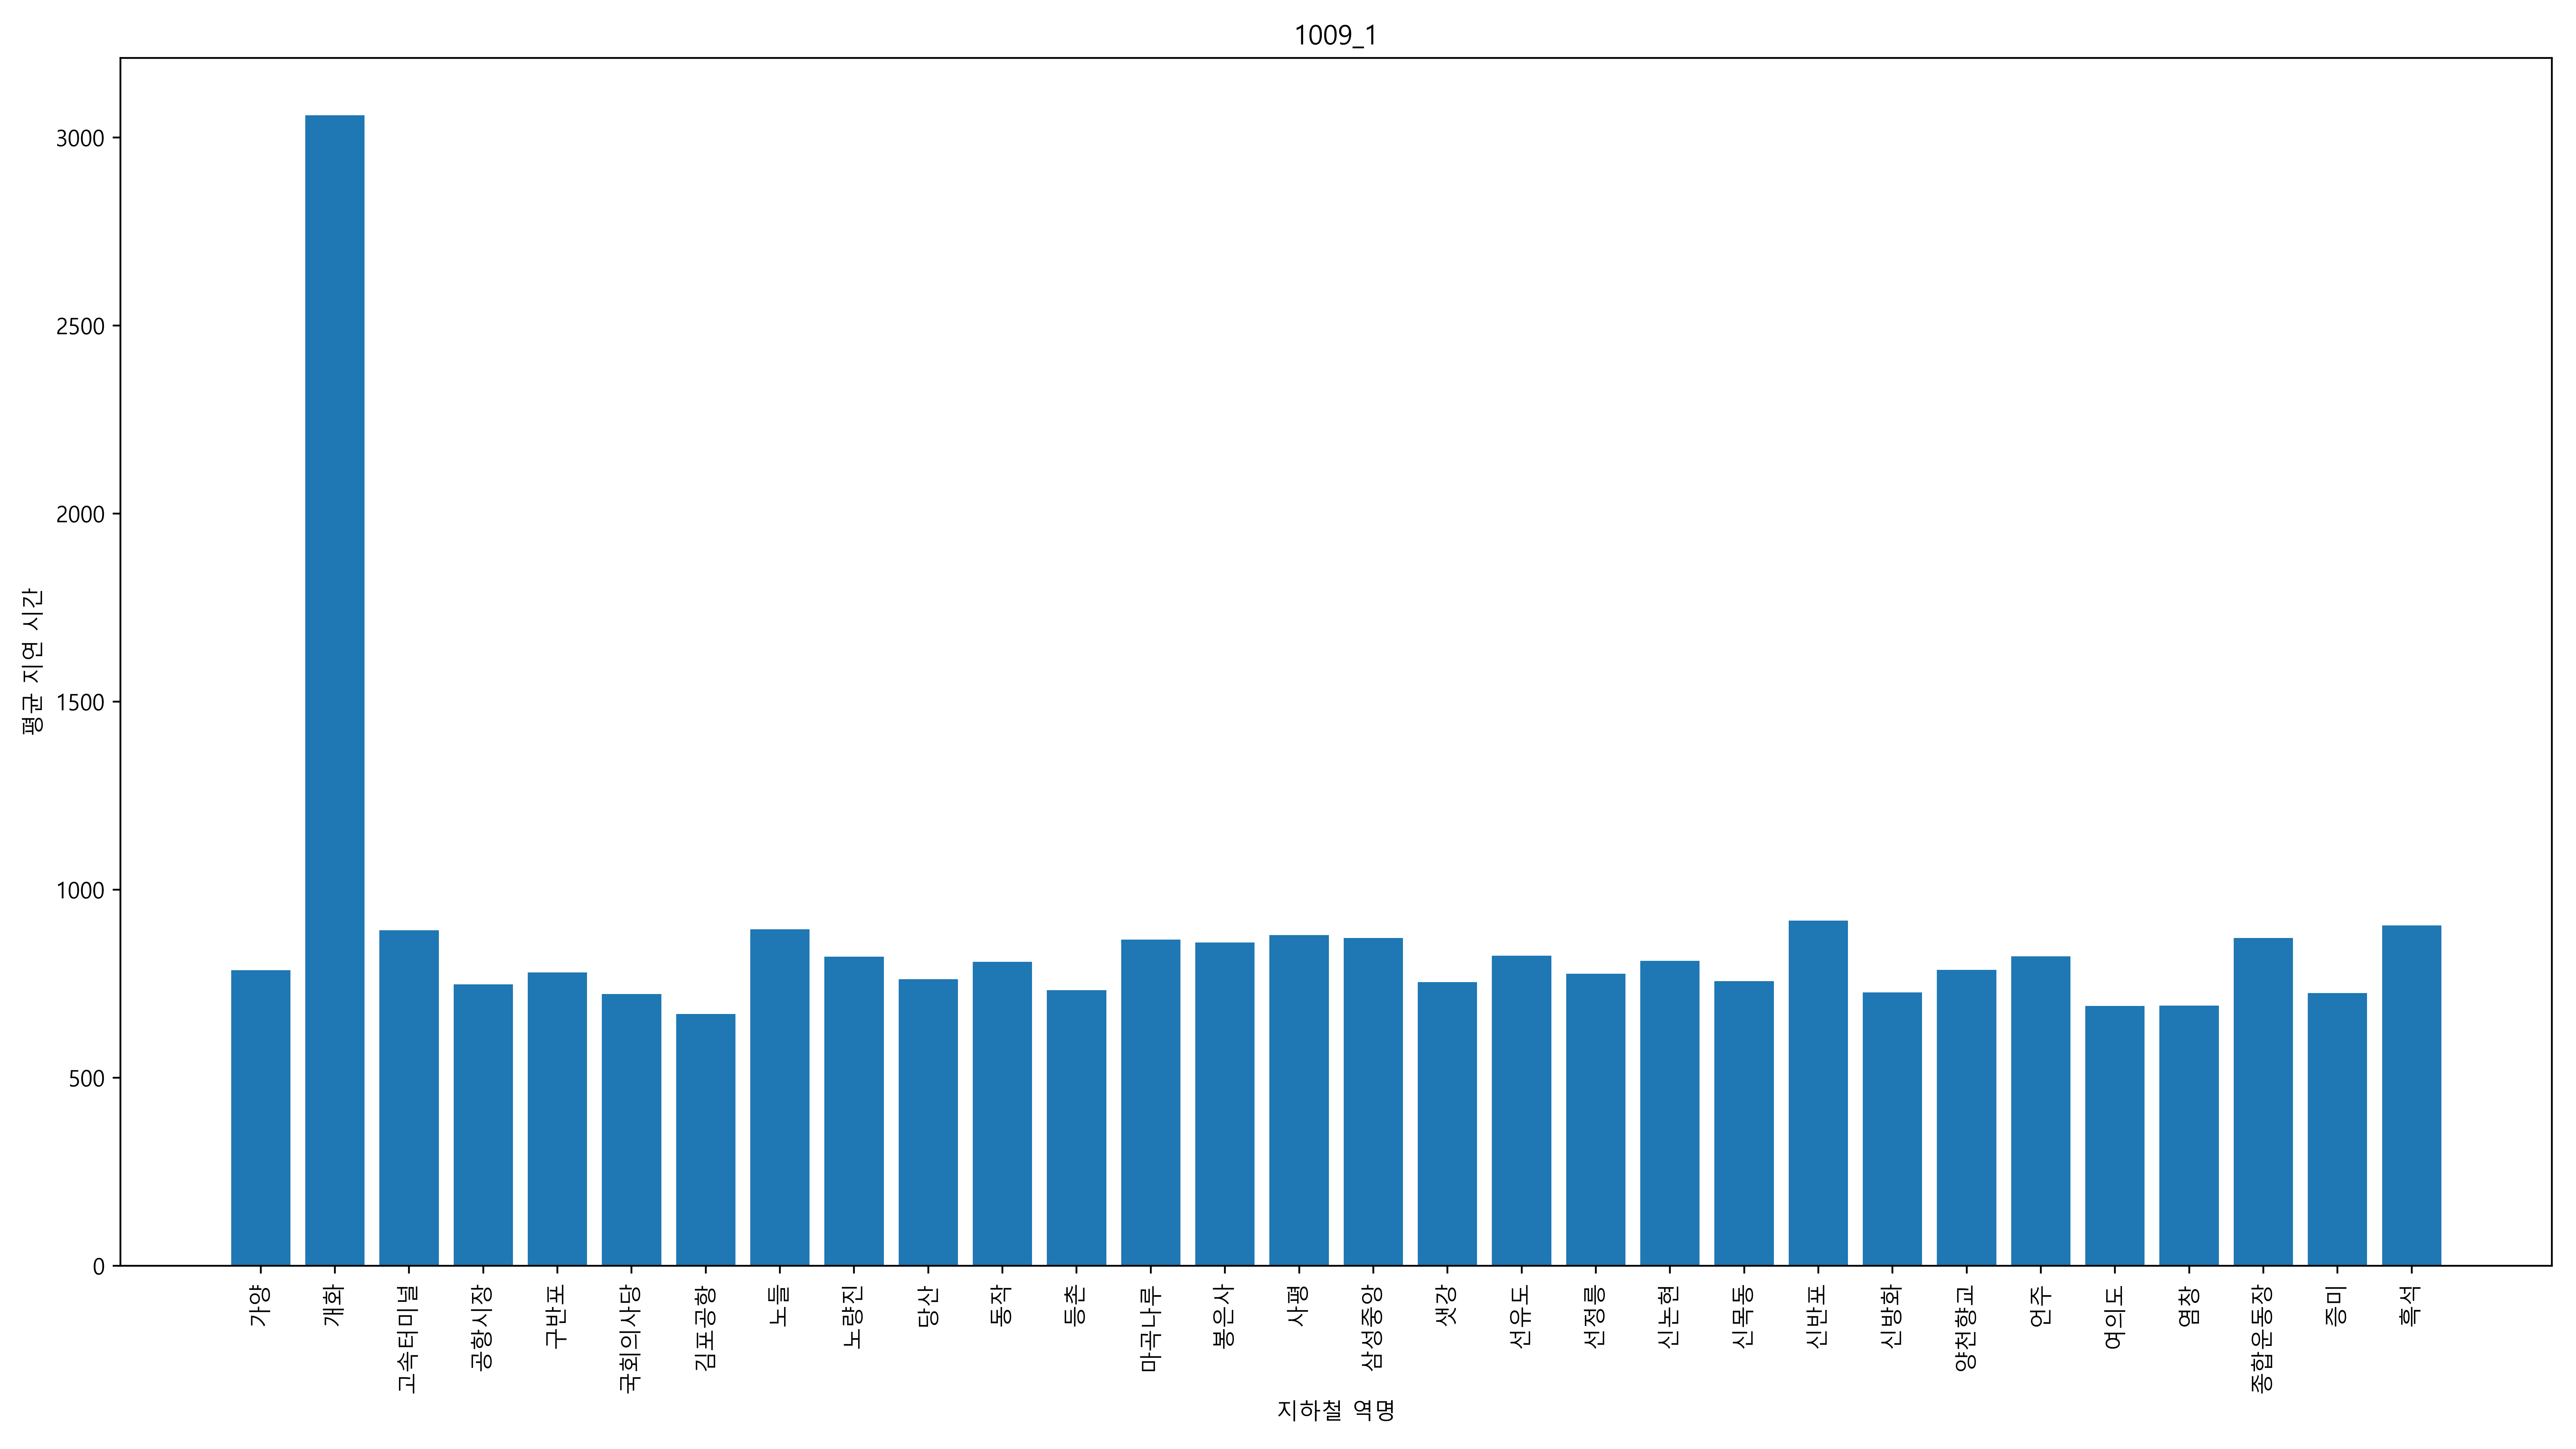 1009_1
평균 지연 시간
3000
2500
2000
1500
1000
500
0
가양
개화
고속터미널
공항시장
구반포
국회의사당
김포공항
노들
노량진
당산
동작
등촌
마곡나루
봉은사
사평
삼성중앙
샛강
선유도
선정릉
신논현
신목동
신반포
신방화
양천향교
언주
여의도
염창
종합운동장
증미
흑석
지하철 역명